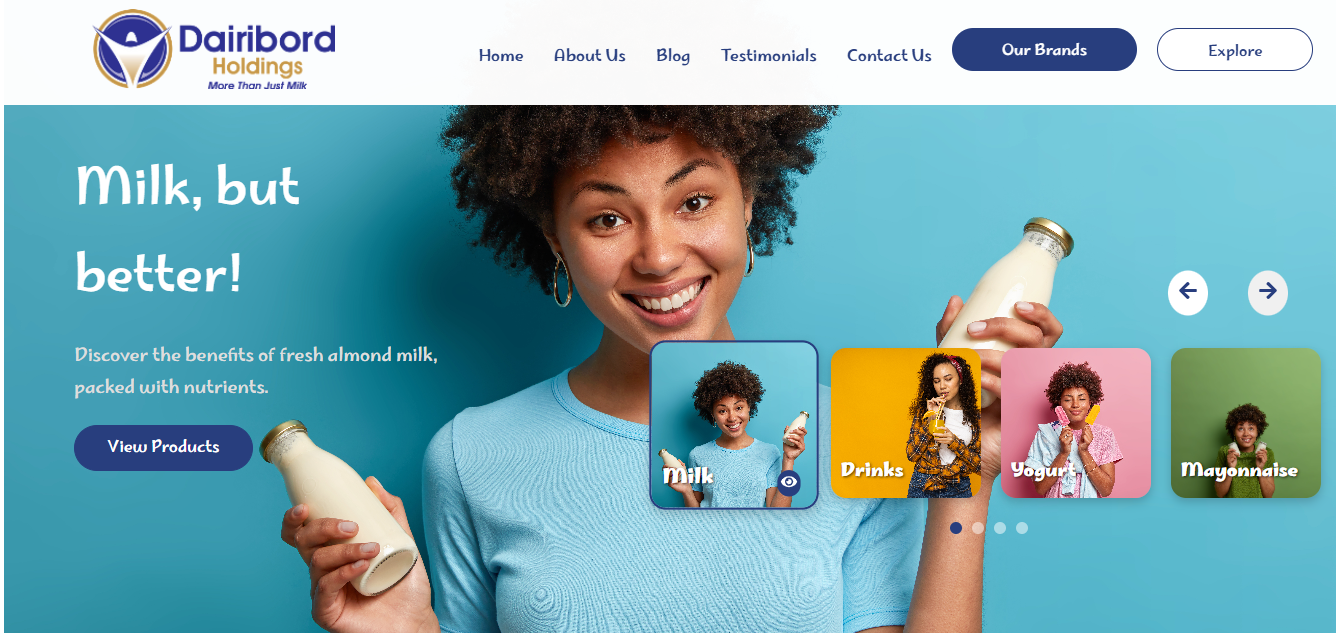 Dairibord
Holdings
More Than Just Milk
Home
About Us
Blog
Testimonials
Contact Us
Our Brands
Explore
Milk, but
better!
Discover the benefits of fresh almond milk,
packed with nutrients.
View Products
Milk
Drinks
Yogurt
Mayonnaise